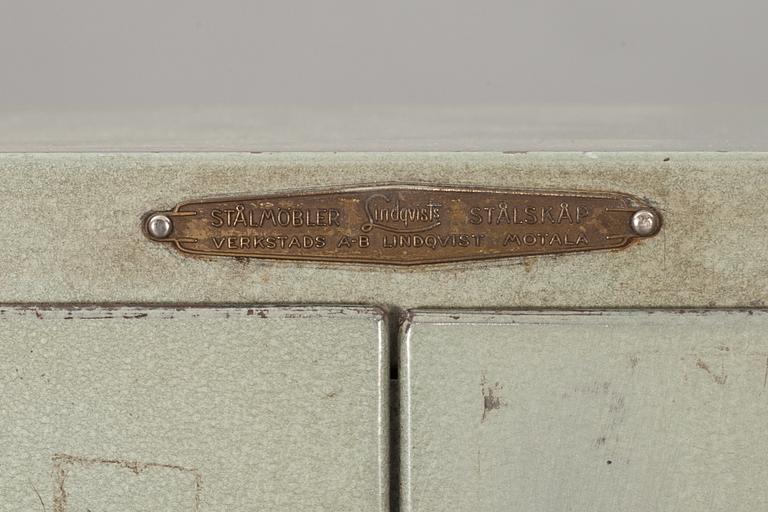 STÅLMÖBLER Lindqvists STÅLSKÅP
VERKSTADS A-B LINDQVIST MOTALA